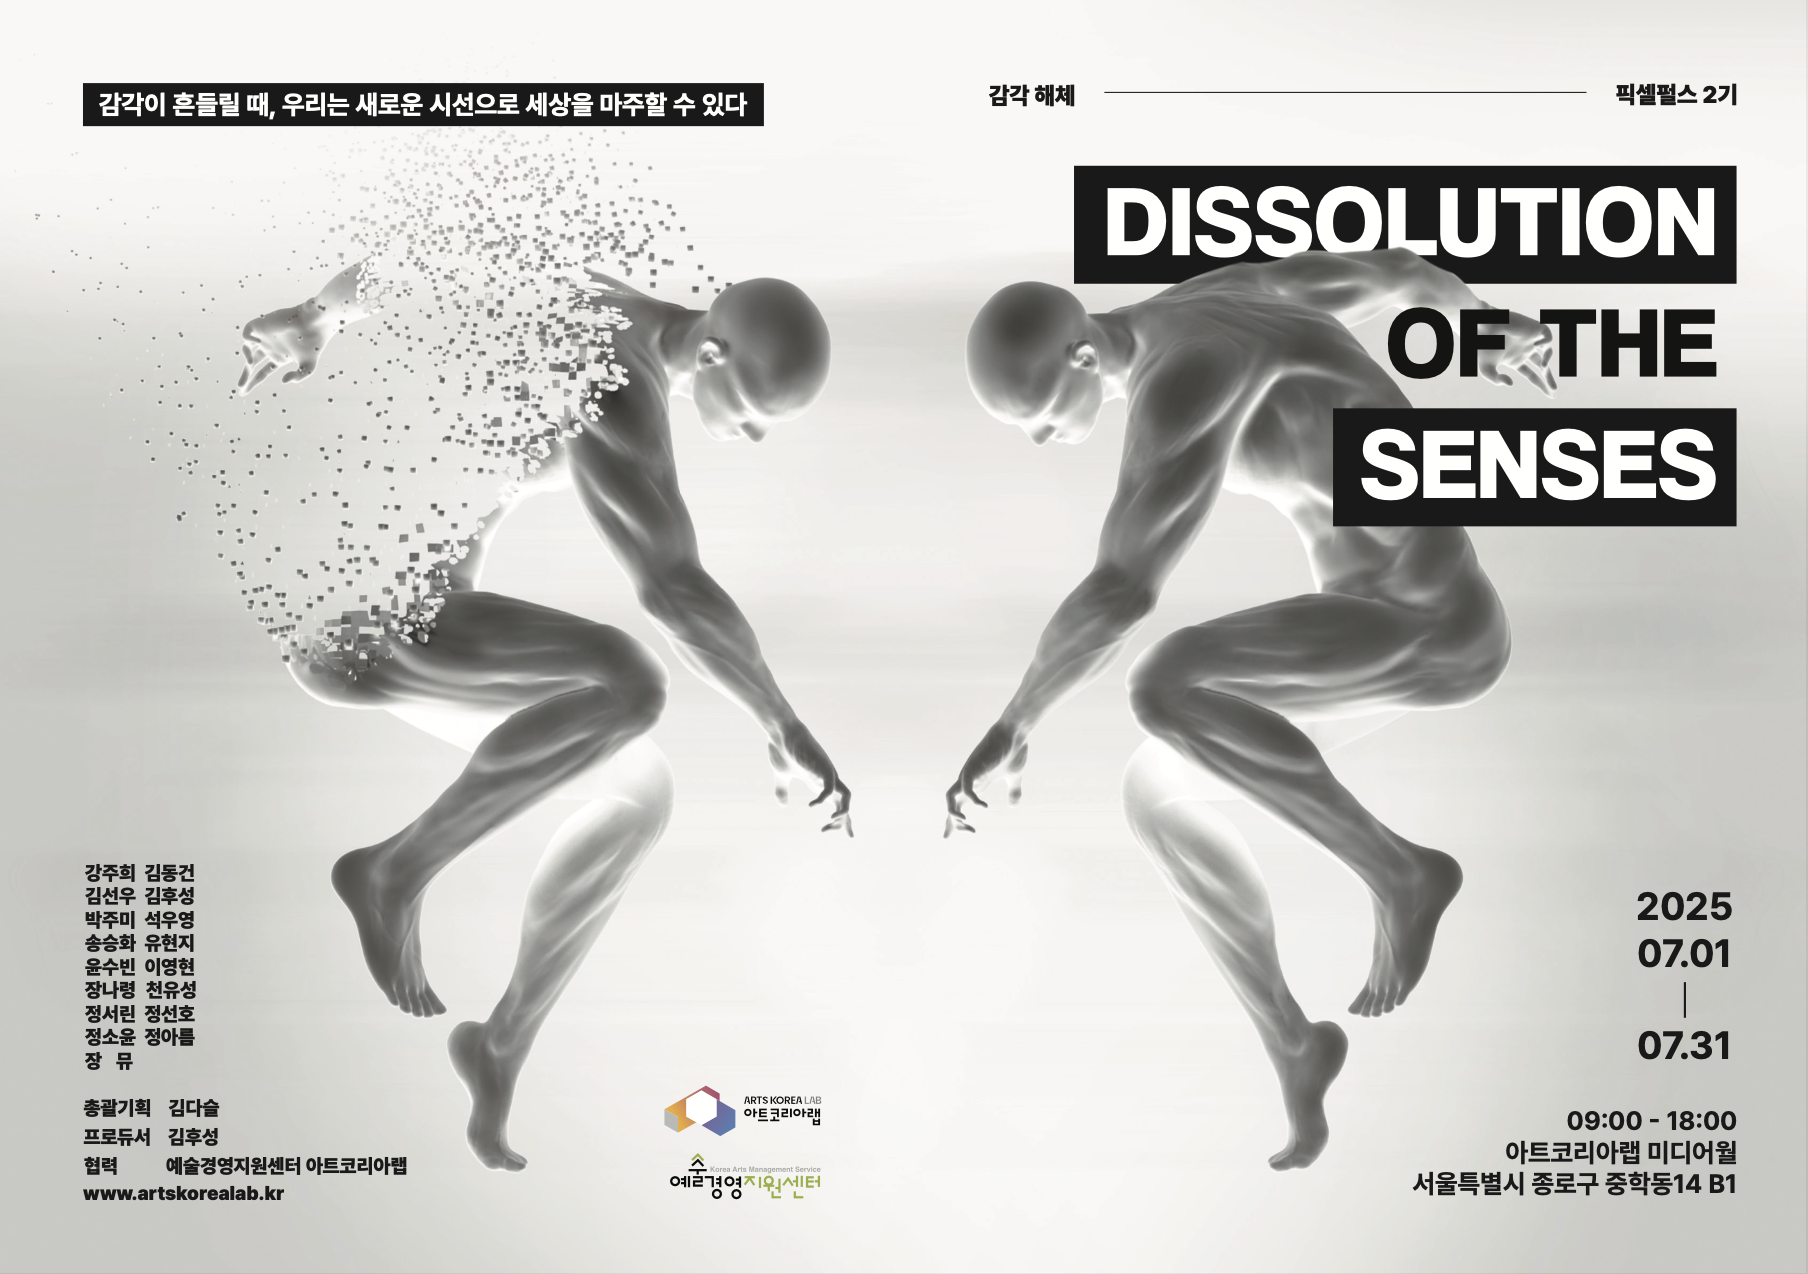 감각이 흔들릴 때, 우리는 새로운 시선으로 세상을 마주할 수 있다
감각 해체
픽셀펄스 2기
DISSOLUTION
OF THE
SENSES
강주희 김동건
김선우 김후성
박주미 석우영
송승화 유현지
윤수빈 이영현
장나령 천유성
정서린 정선호
정소윤 정아름
장 뮤
총괄기획 김다슬
프로듀서 김후성
협력 예술경영지원센터 아트코리아랩
www.artskorealab.kr
ARTS KOREA LAB
아트코리아랩
Korea Arts Management Service
예술경영지원센터
2025
07.01
07.31
09:00 - 18:00
아트코리아랩 미디어월
서울특별시 종로구 중학동14 B1